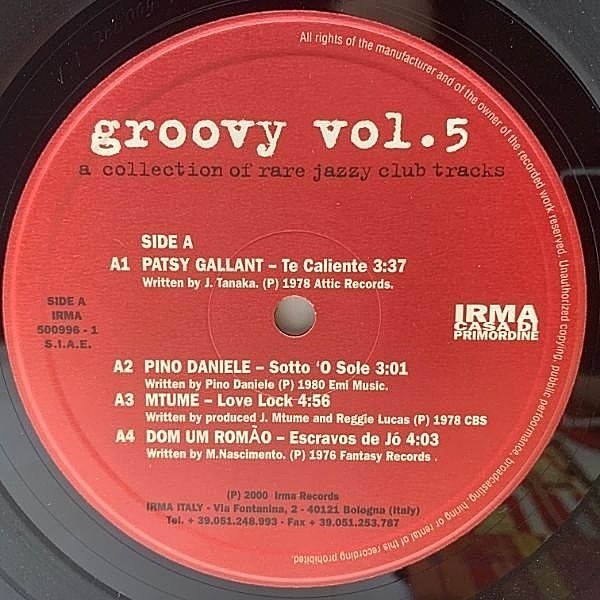 All rights of the manufacturer and of the owner of the recorded work reserved. Unauthorized copying, public performance, broadcasting hiring or rental of this recording prohibited.
groovy vol.5
a collection of rare jazzy club tracks
SIDE A
A1 PATSY GALLANT – Te Caliente 3:37
Written by J. Tanaka. (P) 1978 Attic Records.
SIDE A
IRMA
500996 - 1
S.I.A.E.
IRMA
CASA DI
PRIMORDINE
A2 PINO DANIELE – Sotto ‘O Sole 3:01
Written by Pino Daniele (P) 1980 Emi Music.
A3 MTUME – Love Lock 4:56
Written by produced J. Mtume and Reggie Lucas (P) 1978 CBS
A4 DOM UM ROMÃO – Escravos de Jó 4:03
Written by M.Nascimento. (P) 1976 Fantasy Records .
(P) 2000 Irma Records
IRMA ITALY - Via Fontanina, 2 - 40121 Bologna (Italy)
Tel. + 39.051.248.993 - Fax + 39.051.253.787